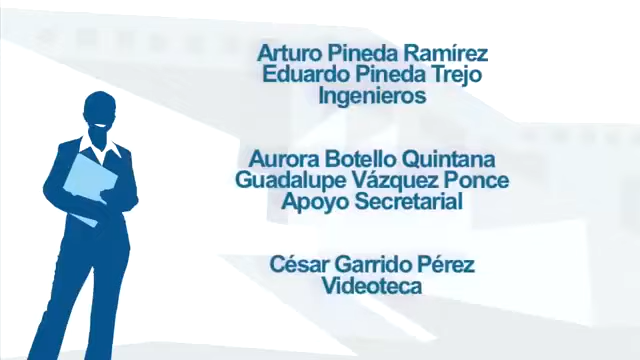 Arturo Pineda Ramírez
Eduardo Pineda Trejo
Ingenieros
Aurora Botello Quintana
Guadalupe Vázquez Ponce
Apoyo Secretarial
César Garrido Pérez
Videoteca